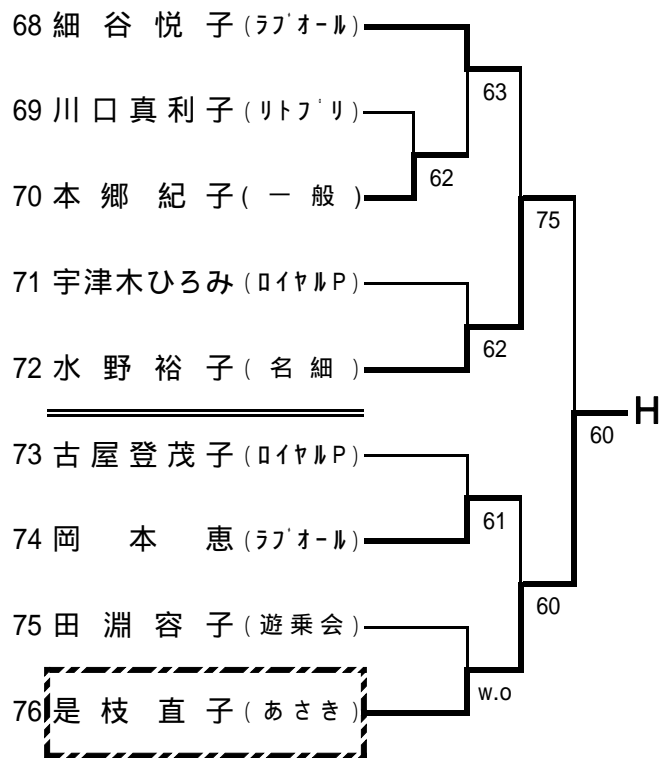 68 細谷悦子(ラブオール)
63
69 川口真利子(リトプリ)
62
70 本郷紀子(一般)
75
71 宇津木ひろみ(ロイヤルP)
62
72 水野裕子(名細)
H
60
73 古屋登茂子(ロイヤルP)
61
74 岡本恵(ラブオール)
60
75 田淵容子(遊乗会)
w.o
76 是枝直子(あさき)